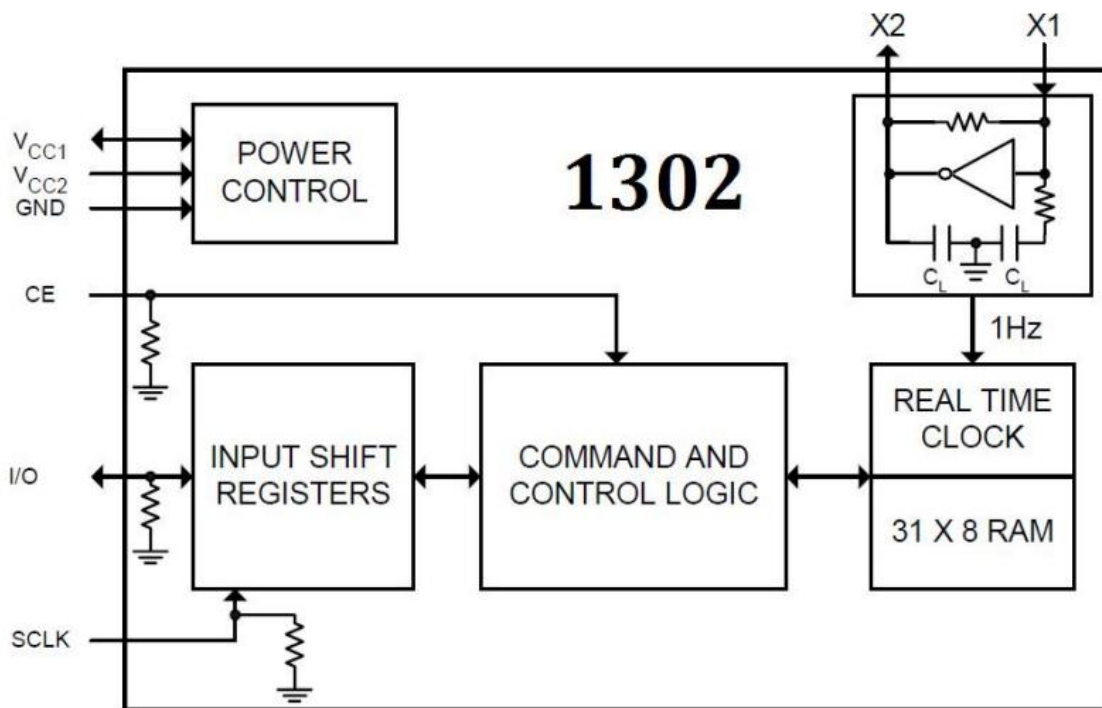 X2
X1
VCC1
VCC2
GND
POWER
CONTROL
1302
CL
CL
CE
1Hz
I/O
INPUT SHIFT
REGISTERS
COMMAND AND
CONTROL LOGIC
REAL TIME
CLOCK
31 X 8 RAM
SCLK